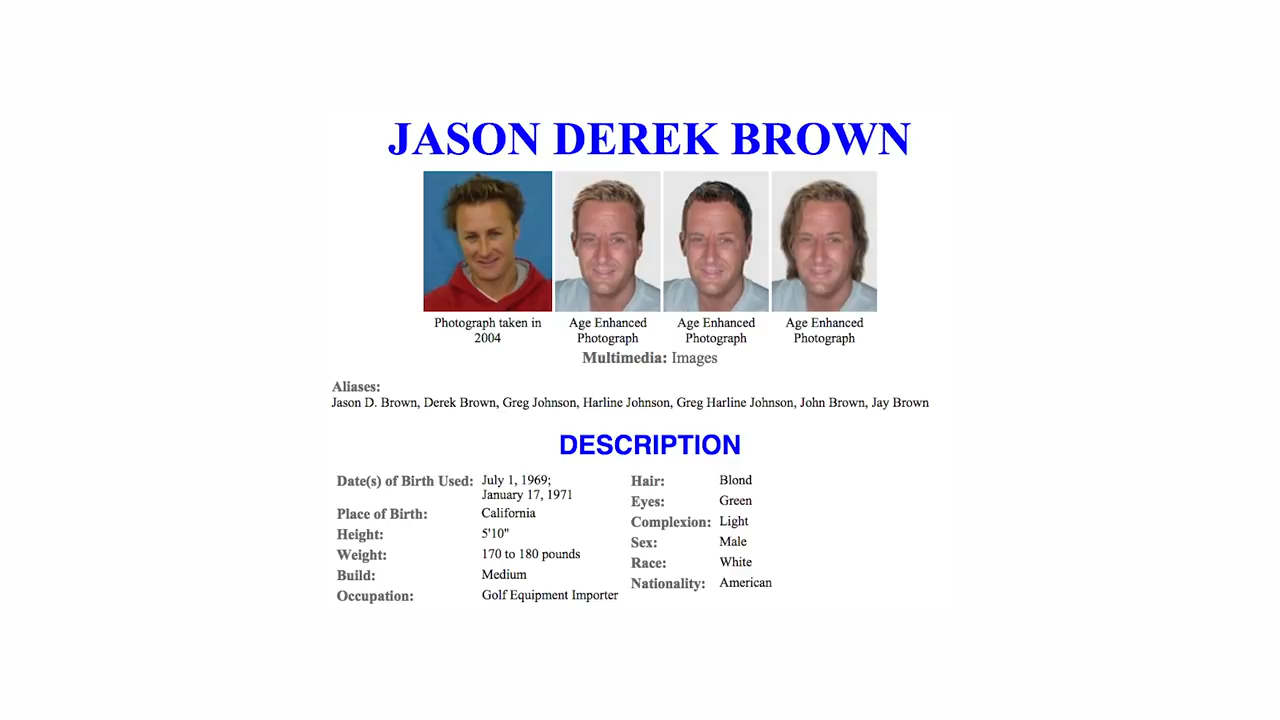 JASON DEREK BROWN
Photograph taken in 2004
Age Enhanced Photograph
Age Enhanced Photograph
Age Enhanced Photograph
Multimedia: Images
Aliases:
Jason D. Brown, Derek Brown, Greg Johnson, Harline Johnson, Greg Harline Johnson, John Brown, Jay Brown
DESCRIPTION
Date(s) of Birth Used: July 1, 1969;
January 17, 1971
Place of Birth: California
Height: 5'10"
Weight: 170 to 180 pounds
Build: Medium
Occupation: Golf Equipment Importer
Hair: Blond
Eyes: Green
Complexion: Light
Sex: Male
Race: White
Nationality: American